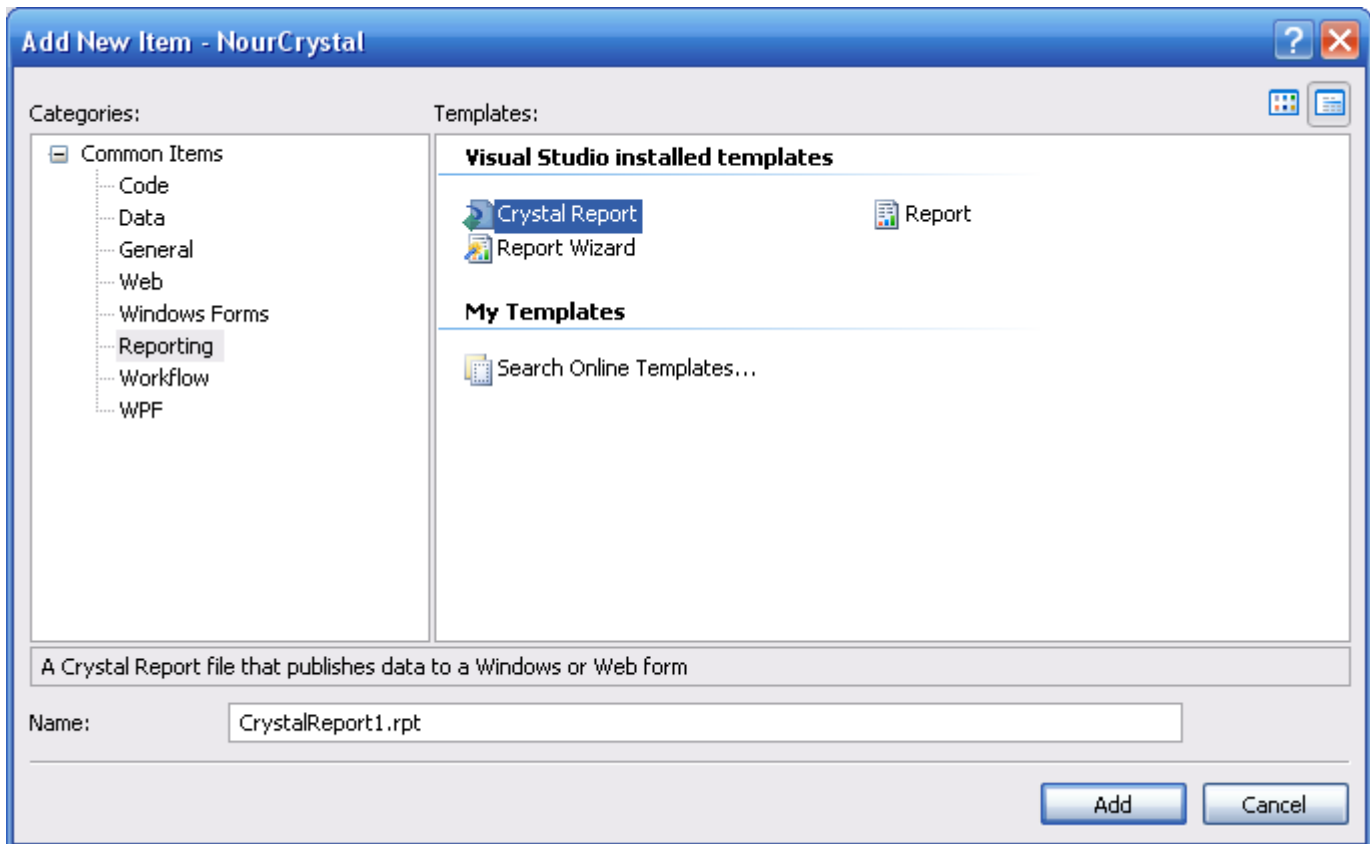 Add New Item - NourCrystal
Categories:
Templates:
Common Items
Code
Data
General
Web
Windows Forms
Reporting
Workflow
WPF
Visual Studio installed templates
Crystal Report
Report
Report Wizard
My Templates
Search Online Templates...
A Crystal Report file that publishes data to a Windows or Web form
Name:
CrystalReport1.rpt
Add
Cancel